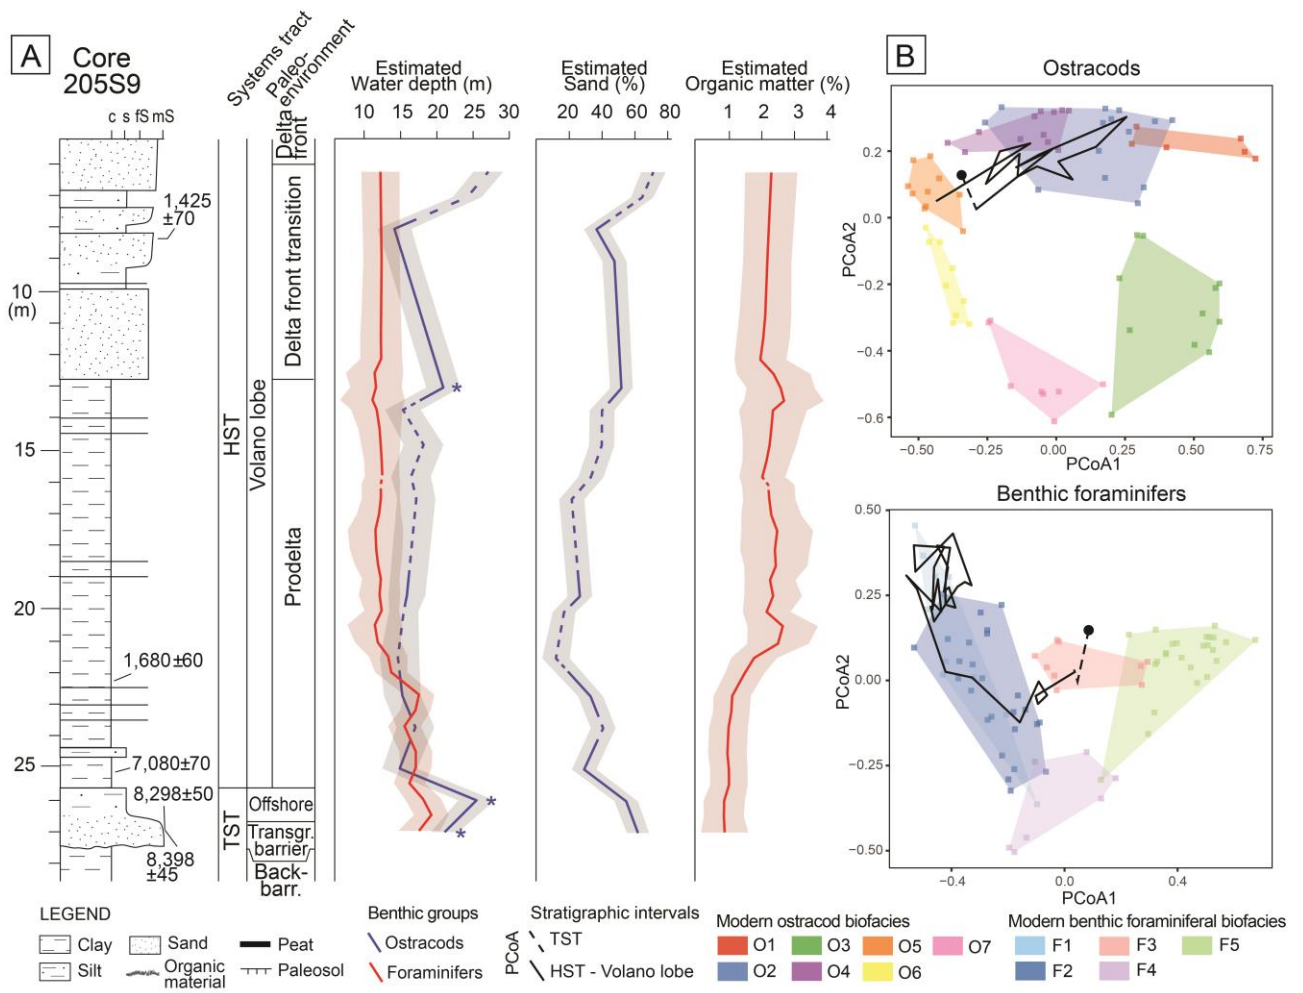 A
Core
205S9
c s fS mS
Systems tract
Paleo-
environment
Estimated
Water depth (m)
10 15 20 25 30
Estimated
Sand (%)
20 40 60 80
Estimated
Organic matter (%)
1 2 3 4
1,425
±70
10
(m)
15
20
25
1,680±60
7,080±70
8,298±50
8,398
±45
HST
TST
Volano lobe
Delta
front
Delta front transition
Prodelta
Offshore
Transgr.
barrier
Back-
barr.
*
*
*
B
Ostracods
PCoA2
0.2
0.0
−0.2
−0.4
−0.6
−0.50 −0.25 0.00 0.25 0.50 0.75
PCoA1
Benthic foraminifers
PCoA2
0.50
0.25
0.00
−0.25
−0.50
−0.4 0.0 0.4
PCoA1
LEGEND
Clay
Silt
Sand
Organic
material
Peat
Paleosol
Benthic groups
Ostracods
Foraminifers
Stratigraphic intervals
PCoA
TST
HST - Volano lobe
Modern ostracod biofacies
O1 O3 O5 O7
O2 O4 O6
Modern benthic foraminiferal biofacies
F1 F3 F5
F2 F4